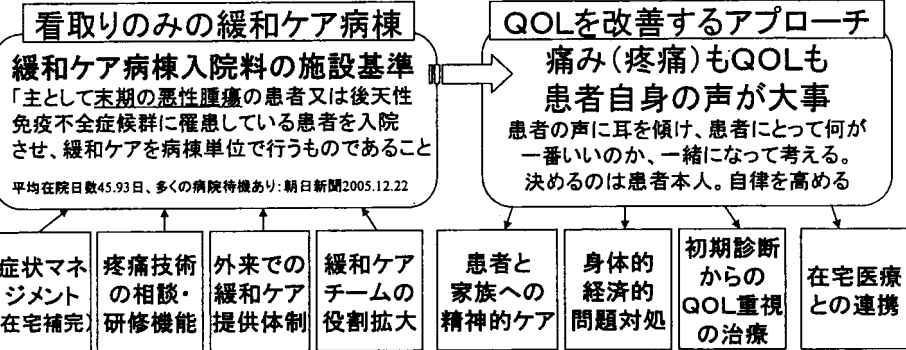 看取りのみの緩和ケア病棟
緩和ケア病棟入院料の施設基準
「主として末期の悪性腫瘍の患者又は後天性
免疫不全症候群に罹患している患者を入院
させ、緩和ケアを病棟単位で行うものであること
平均在院日数45.93日、多くの病院待機あり:朝日新聞2005.12.22
QOLを改善するアプローチ
痛み(疼痛)もQOLも
患者自身の声が大事
患者の声に耳を傾け、患者にとって何が
一番いいのか、一緒になって考える。
決めるのは患者本人。自律を高める
症状マネ
ジメント
在宅補完)
疼痛技術
の相談・
研修機能
外来での
緩和ケア
提供体制
緩和ケア
チームの
役割拡大
患者と
家族への
精神的ケア
身体的
経済的
問題対処
初期診断
からの
QOL重視
の治療
在宅医療
との連携